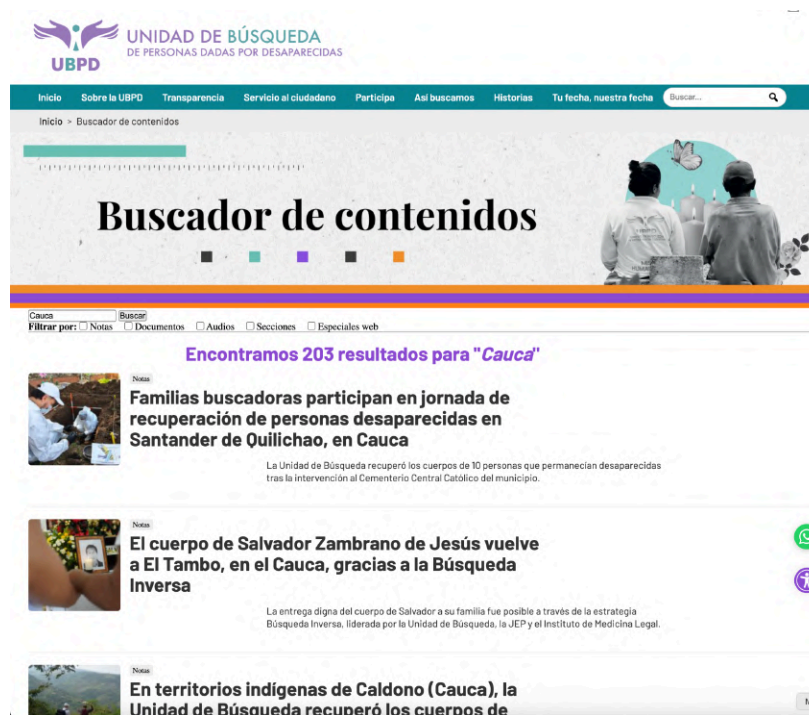 UNIDAD DE BÚSQUEDA
DE PERSONAS DADAS POR DESAPARECIDAS
UBPD
Inicio Sobre la UBPD Transparencia Servicio al ciudadano Participa Así buscamos Historias Tu fecha, nuestra fecha Buscar...
Inicio > Buscador de contenidos
Buscador de contenidos
Cauca Buscar
Filtrar por: Notas Documentos Audios Secciones Especiales web
Encontramos 203 resultados para "Cauca"
Notas
Familias buscadoras participan en jornada de
recuperación de personas desaparecidas en
Santander de Quilichao, en Cauca
La Unidad de Búsqueda recuperó los cuerpos de 10 personas que permanecían desaparecidas
tras la intervención al Cementerio Central Católico del municipio.
Notas
El cuerpo de Salvador Zambrano de Jesús vuelve
a El Tambo, en el Cauca, gracias a la Búsqueda
Inversa
La entrega digna del cuerpo de Salvador a su familia fue posible a través de la estrategia
Búsqueda Inversa, liderada por la Unidad de Búsqueda, la JEP y el Instituto de Medicina Legal.
Notas
En territorios indígenas de Caldono (Cauca), la
Unidad de Búsqueda recuperó los cuerpos de